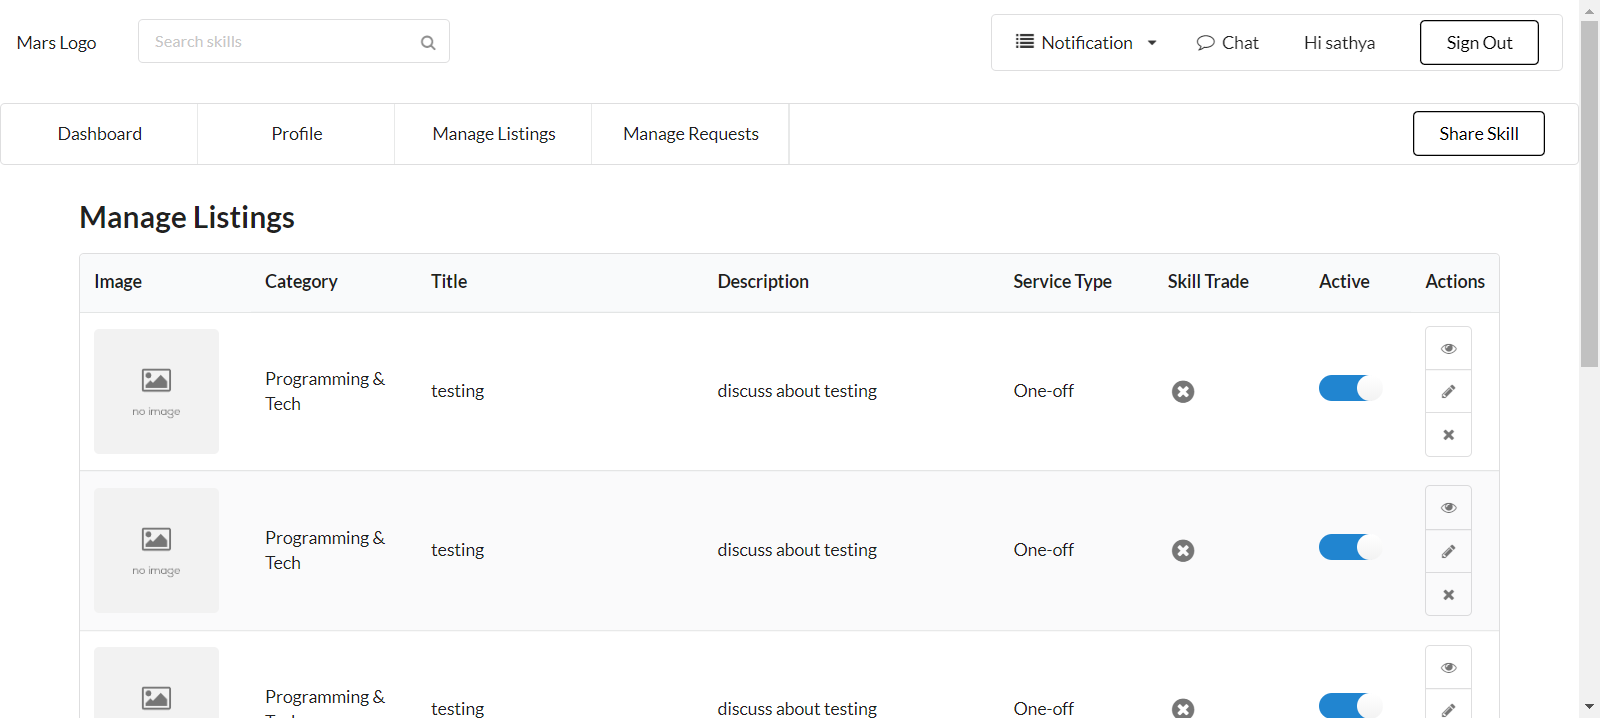 Mars Logo
Search skills
Notification
Chat
Hi sathya
Sign Out
Dashboard
Profile
Manage Listings
Manage Requests
Share Skill
Manage Listings
Image
Category
Title
Description
Service Type
Skill Trade
Active
Actions
no image
Programming &
Tech
testing
discuss about testing
One-off
no image
Programming &
Tech
testing
discuss about testing
One-off
Programming &
testing
discuss about testing
One-off